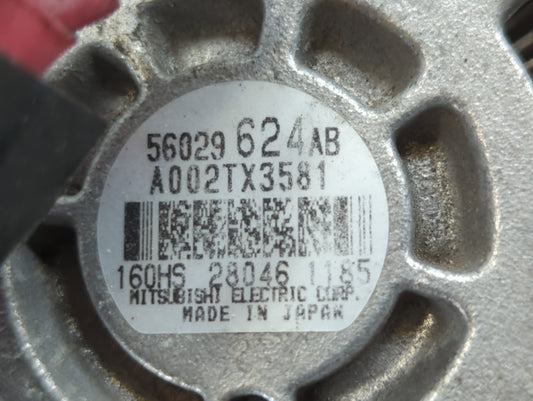 56029 624AB
A002TX3581
160HS 28046 1185
MITSUBISHI ELECTRIC CORP.
MADE IN JAPAN